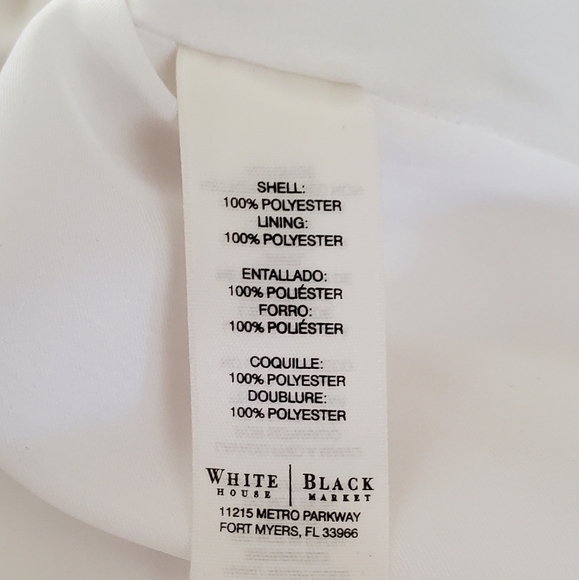 SHELL:
100% POLYESTER
LINING:
100% POLYESTER
ENTALLADO:
100% POLIÉSTER
FORRO:
100% POLIÉSTER
COQUILLE:
100% POLYESTER
DOUBLURE:
100% POLYESTER
WHITE | BLACK
HOUSE MARKET
11215 METRO PARKWAY
FORT MYERS, FL 33966